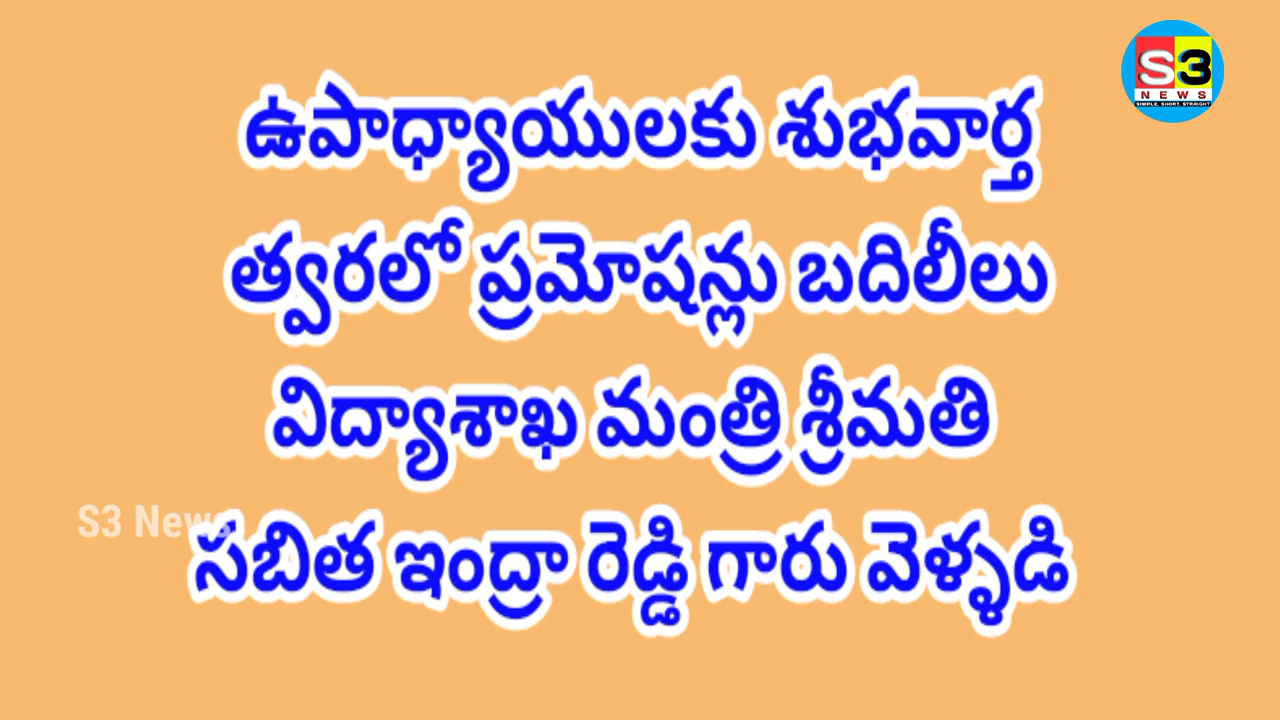 S3
NEWS
SIMPLE, SHORT, STRAIGHT
ఉపాధ్యాయులకు శుభవార్త
త్వరలో ప్రమోషన్లు బదిలీలు
విద్యాశాఖ మంత్రి శ్రీమతి
S3 News
సబిత ఇంద్రా రెడ్డి గారు వెళ్ళడి